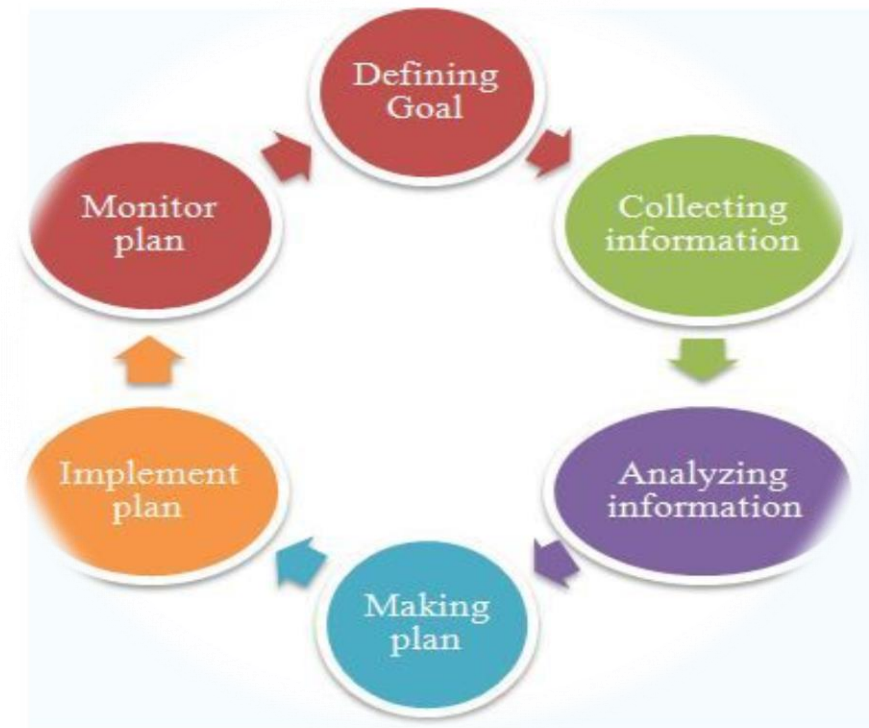 Defining
Goal
Collecting
information
Analyzing
information
Making
plan
Implement
plan
Monitor
plan